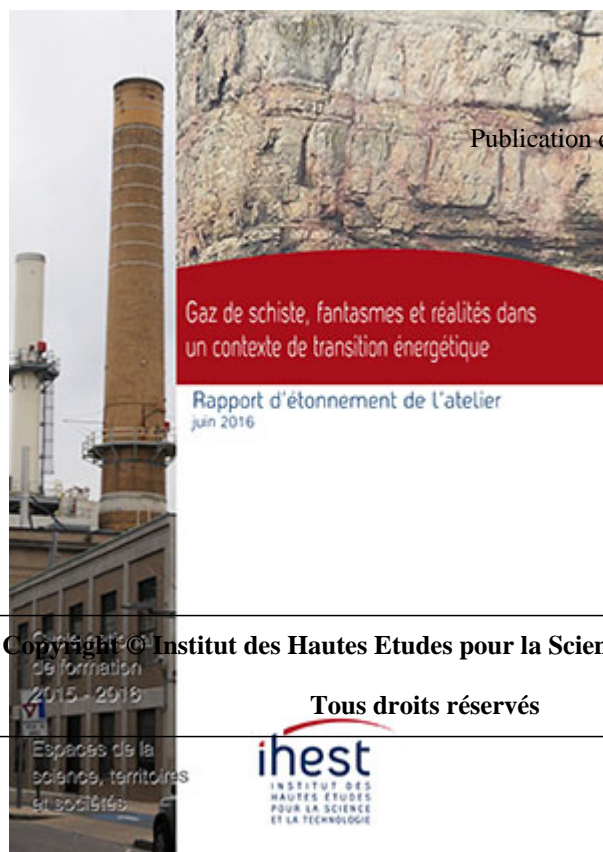 Publication
Gaz de schiste, fantasmes et réalités dans
un contexte de transition énergétique
Rapport d'étonnement de l'atelier
juin 2016
Copyright © Institut des Hautes Etudes pour la Scien
de formation
2015 - 2016
Tous droits réservés
Espaces de la
science, territoires
et sociétés
ihest
INSTITUT DES
HAUTES ÉTUDES
POUR LA SCIENCE
ET LA TECHNOLOGIE